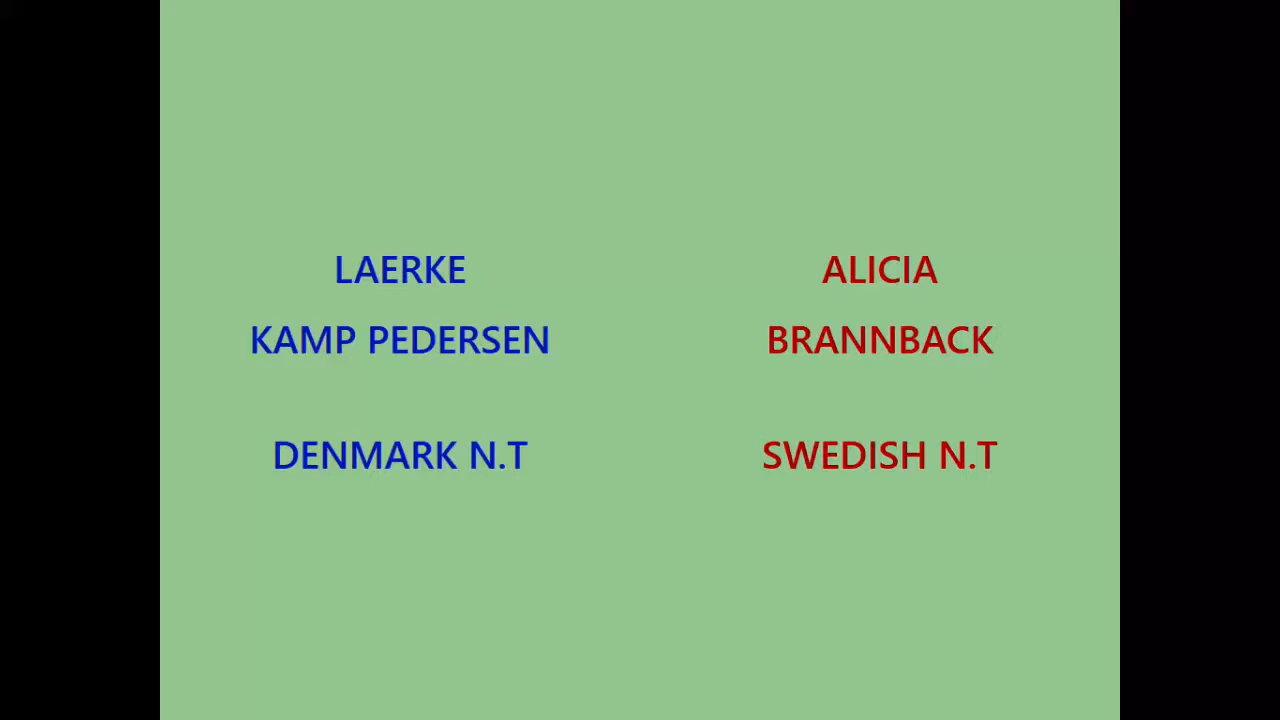 LAERKE
KAMP PEDERSEN
DENMARK N.T
ALICIA
BRANNBACK
SWEDISH N.T